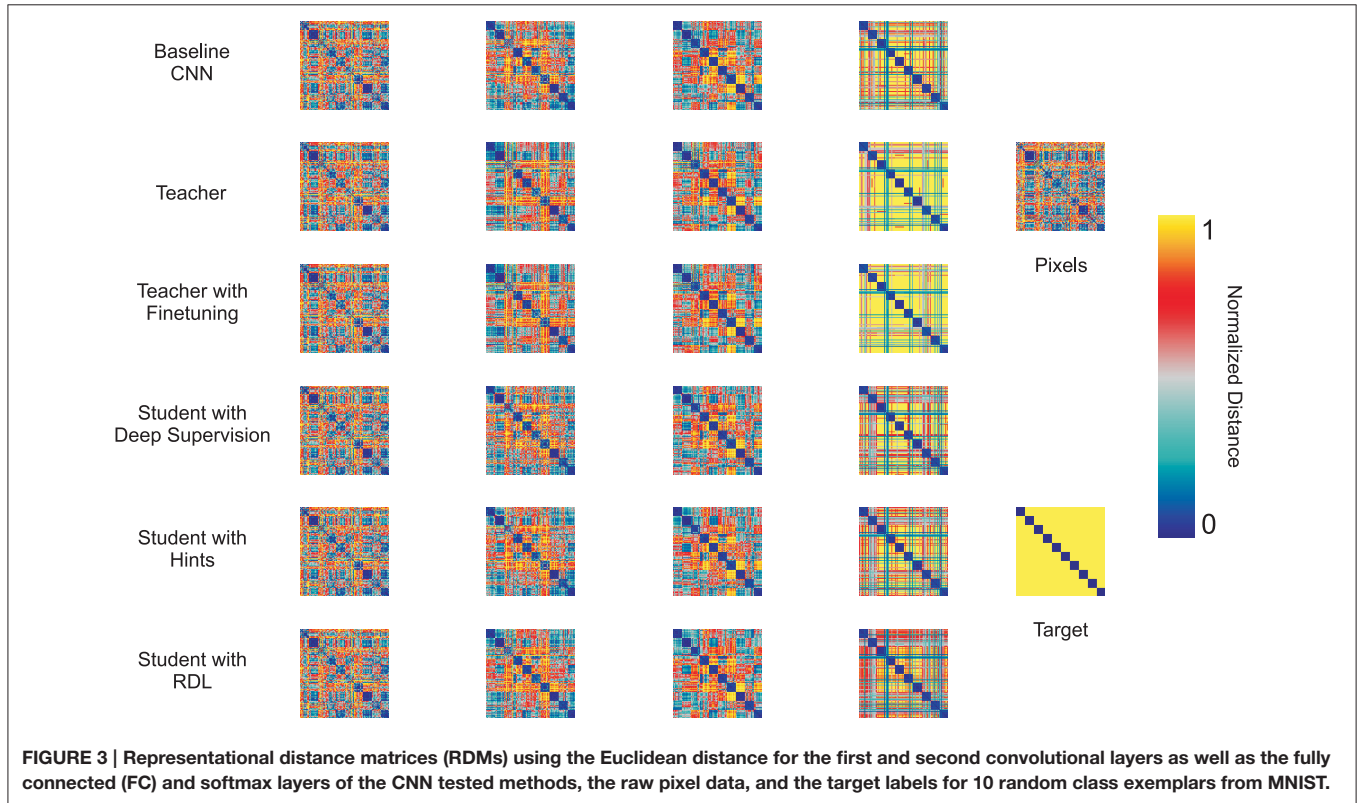 Baseline
CNN
Teacher
Pixels
Teacher with
Finetuning
Student with
Deep Supervision
Student with
Hints
Target
Student with
RDL
1
Normalized Distance
0
FIGURE 3 | Representational distance matrices (RDMs) using the Euclidean distance for the first and second convolutional layers as well as the fully
connected (FC) and softmax layers of the CNN tested methods, the raw pixel data, and the target labels for 10 random class exemplars from MNIST.